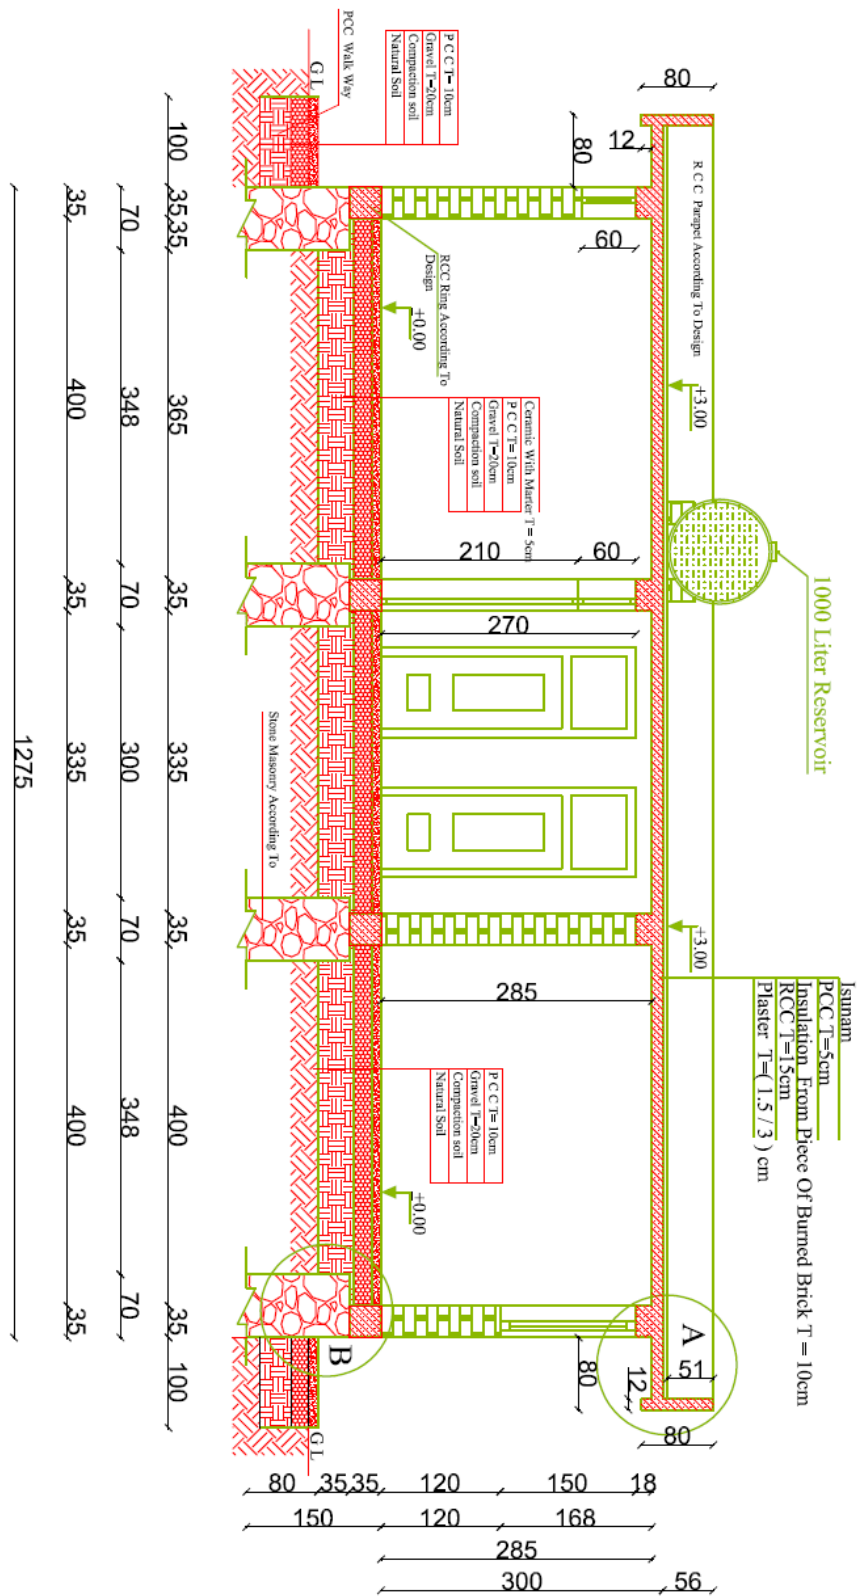 PCC Walk Way
G L
P C C T= 10cm
Gravel T=20cm
Compaction soil
Natural Soil
80
12
80
R C C Parapet According To Design
60
RCC Ring According To
Design
+0.00
+3.00
Ceramic With Marter T = 5cm
P C C T= 10cm
Gravel T=20cm
Compaction soil
Natural Soil
210
60
270
1000 Liter Reservoir
Stone Masonry According To
+3.00
285
Isunam
PCC T=5cm
Insulation From Piece Of Burned Brick T = 10cm
RCC T=15cm
Plaster T=( 1.5 / 3 ) cm
P C C T= 10cm
Gravel T=20cm
Compaction soil
Natural Soil
+0.00
A
B
51
12
80
80
G L
100 35 35 365 35 335 35 400 35 100
70 348 70 300 70 348 70
35 400 35 335 35 400 35
1275
80 35 35 120 150 18
150 120 168
285
300 56